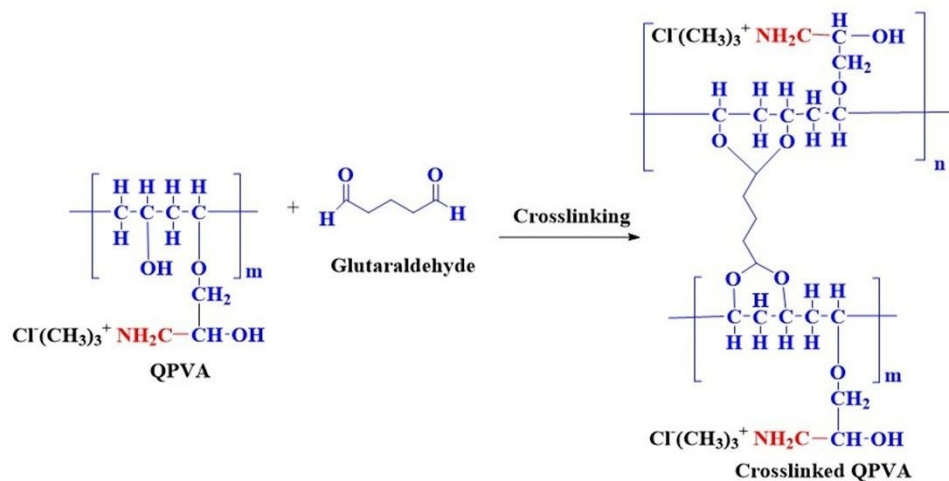 H
Cl⁻(CH₃)₃⁺ NH₂C–C–OH
CH₂
O
H H H H
C C C C C
O H O H H
n
H H H H
C C C C
H H
OH O m
CH₂
Cl⁻(CH₃)₃⁺ NH₂C–CH–OH
QPVA
+
O O
H H
Glutaraldehyde
Crosslinking
O O
H H H
C C C C C
H H H H
O m
CH₂
Cl⁻(CH₃)₃⁺ NH₂C–CH–OH
Crosslinked QPVA